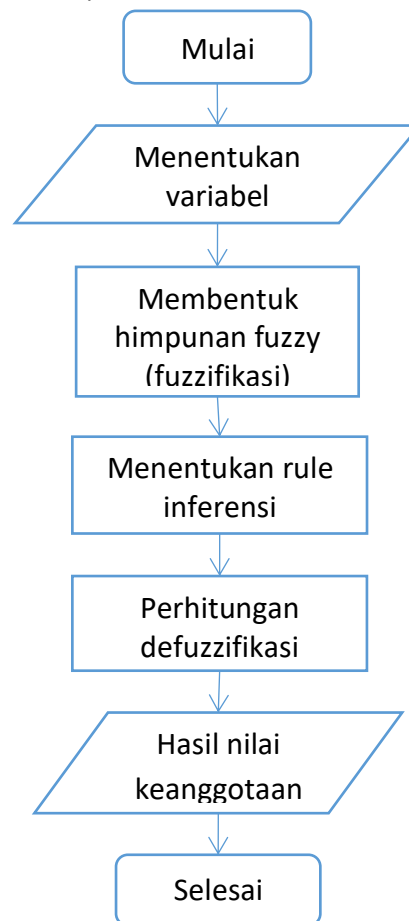 Mulai
Menentukan
variabel
Membentuk
himpunan fuzzy
(fuzzifikasi)
Menentukan rule
inferensi
Perhitungan
defuzzifikasi
Hasil nilai
keanggotaan
Selesai